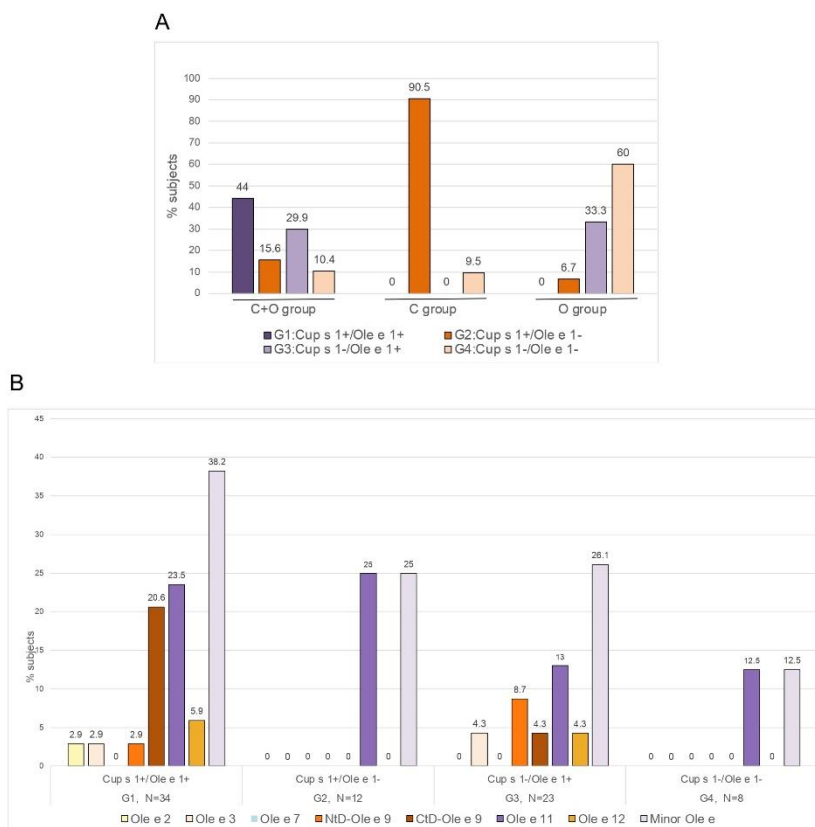 A
% subjects
100
90
80
70
60
50
40
30
20
10
0
44
15.6
29.9
10.4
0
90.5
0
9.5
0
6.7
33.3
60
C+O group
C group
O group
G1:Cup s 1+/Ole e 1+
G2:Cup s 1+/Ole e 1-
G3:Cup s 1-/Ole e 1+
G4:Cup s 1-/Ole e 1-
B
% subjects
45
40
35
30
25
20
15
10
5
0
2.9
2.9
0
2.9
20.6
23.5
5.9
38.2
0
0
0
0
0
25
0
25
0
4.3
0
8.7
4.3
13
4.3
26.1
0
0
0
0
0
12.5
0
12.5
Cup s 1+/Ole e 1+
Cup s 1+/Ole e 1-
Cup s 1-/Ole e 1+
Cup s 1-/Ole e 1-
G1, N=34
G2, N=12
G3, N=23
G4, N=8
Ole e 2
Ole e 3
Ole e 7
NtD-Ole e 9
CtD-Ole e 9
Ole e 11
Ole e 12
Minor Ole e